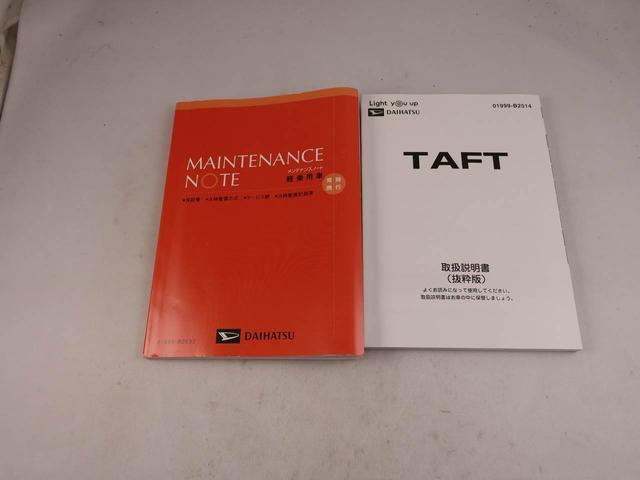 MAINTENANCE
NOTE
メンテナンスノート
軽乗用車
携行
DAIHATSU
Light you up
DAIHATSU
01999-B2514
TAFT
取扱説明書
（抜粋版）
よくお読みになって使用してください。
取扱説明書はお車の中に保管しましょう。